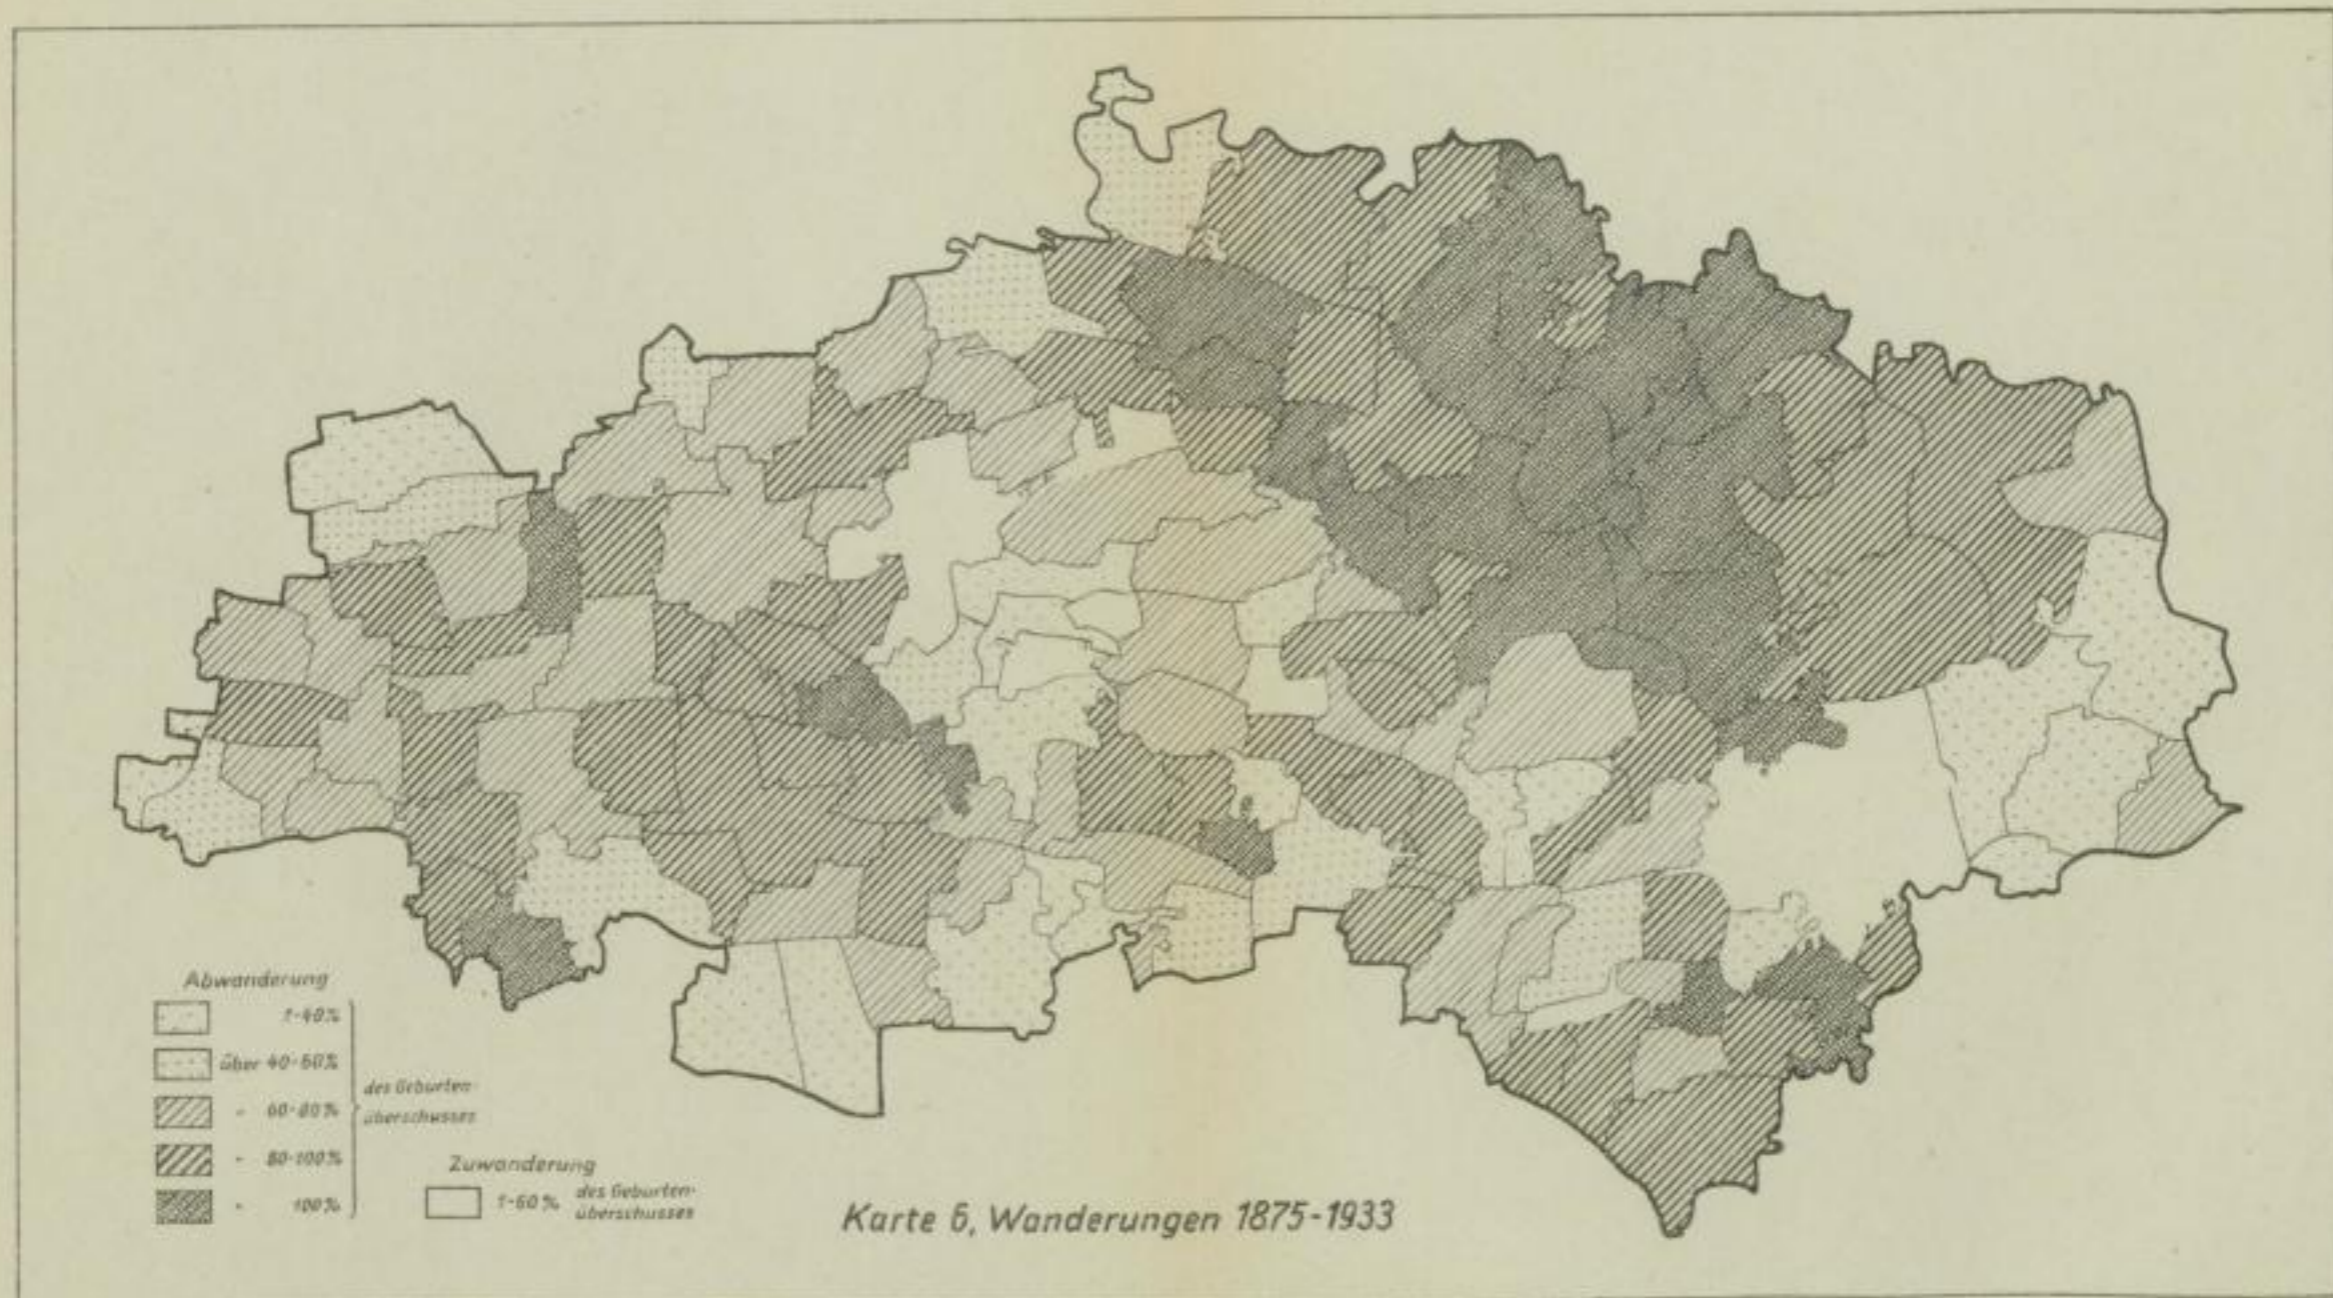 Abwanderung
1-40%
über 40-60%
" 60-80%
" 80-100%
" 100%
des Geburten-
überschusses
Zuwanderung
1-60% des Geburten-
überschusses
Karte 6, Wanderungen 1875-1933